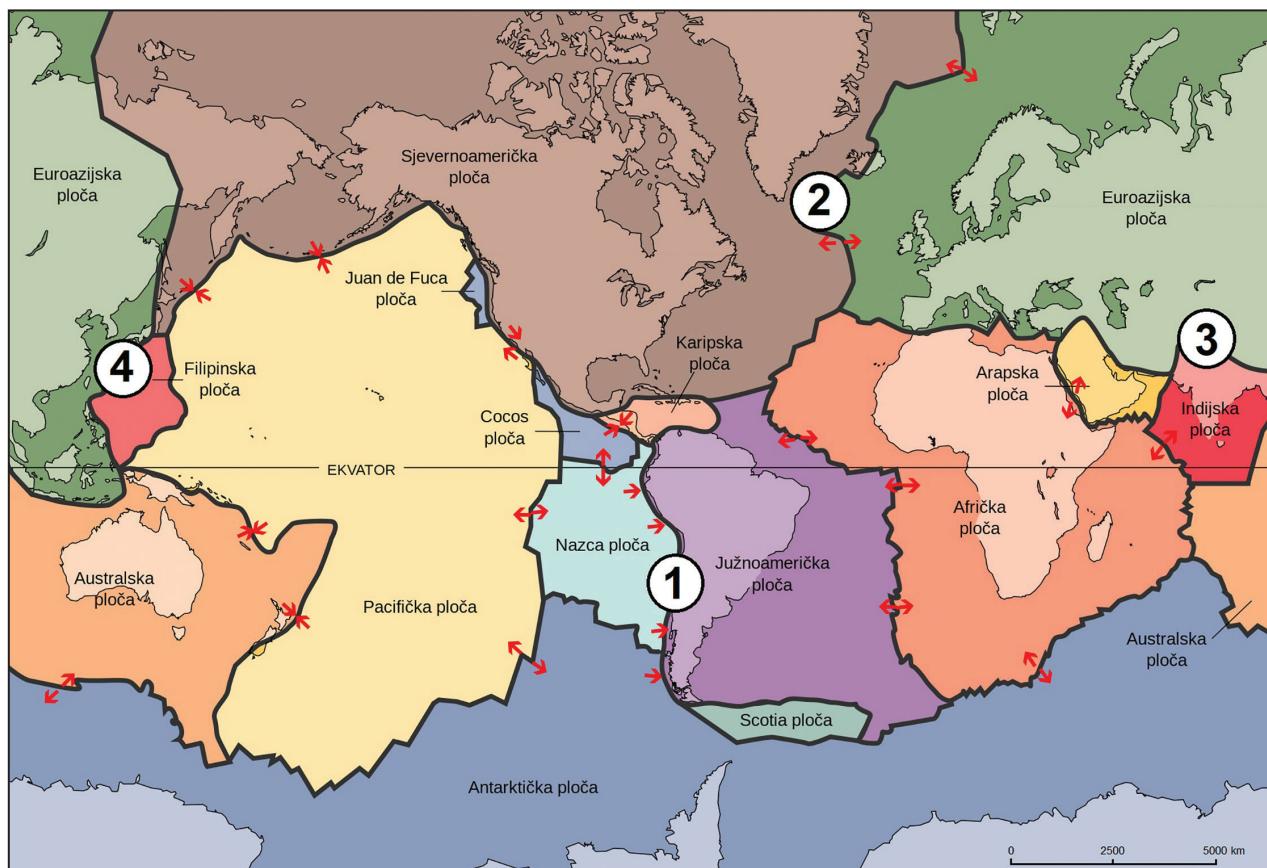 Euroazijska
ploča
Sjevernoamerička
ploča
2
Euroazijska
ploča
Juan de Fuca
ploča
4
Filipinska
ploča
Karipska
ploča
3
Arapska
ploča
Indijska
ploča
Cocos
ploča
EKVATOR
Afrička
ploča
Nazca ploča
Južnoamerička
ploča
1
Australska
ploča
Pacifička ploča
Australska
ploča
Scotia ploča
Antarktička ploča
0 2500 5000 km